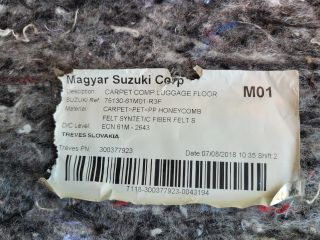 Magyar Suzuki Corp
Description: CARPET COMP.LUGGAGE FLOOR M01
SUZUKI Ref: 75130-61M01-R3F
Material: CARPET>PET+PP HONEYCOMB
FELT SYNTETIC FIBER FELT S
D/C Level: ECN 61M - 2643
TREVES SLOVAKIA
Treves PN: 300377923 Date:07/08/2018 10:35 Shift:2
7118-300377923-0043194